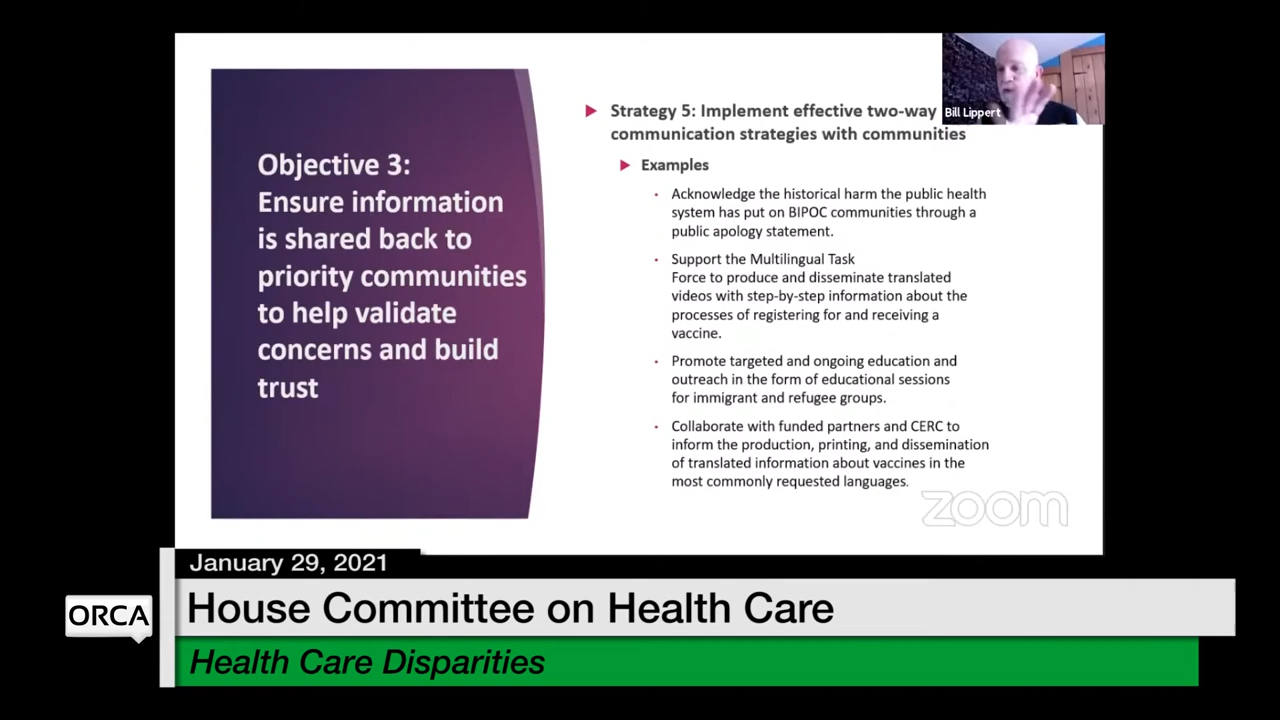 Objective 3:
Ensure information
is shared back to
priority communities
to help validate
concerns and build
trust
Strategy 5: Implement effective two-way
communication strategies with communities
Examples
Acknowledge the historical harm the public health
system has put on BIPOC communities through a
public apology statement.
Support the Multilingual Task
Force to produce and disseminate translated
videos with step-by-step information about the
processes of registering for and receiving a
vaccine.
Promote targeted and ongoing education and
outreach in the form of educational sessions
for immigrant and refugee groups.
Collaborate with funded partners and CERC to
inform the production, printing, and dissemination
of translated information about vaccines in the
most commonly requested languages.
Bill Lippert
zoom
January 29, 2021
ORCA
House Committee on Health Care
Health Care Disparities